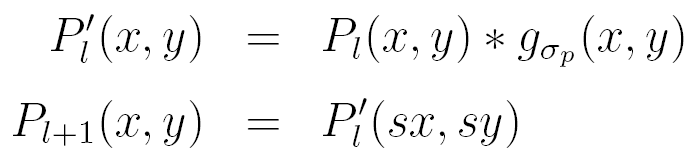 P′_l(x, y) = P_l(x, y) ∗ g_{σ_p}(x, y)
P_{l+1}(x, y) = P′_l(sx, sy)